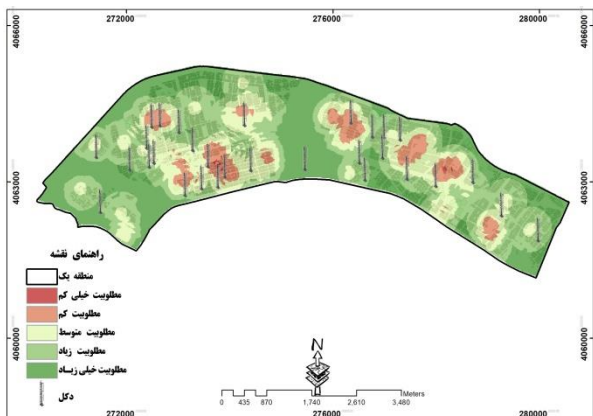 272000 276000 280000
4066000 4066000
4063000 4063000
راهنمای نقشه
منطقه یک
مطلوبیت خیلی کم
مطلوبیت کم
مطلوبیت متوسط
مطلوبیت زیاد
مطلوبیت خیلی زیـاد
دکل
4060000 4060000
N
Meters
0 435 870 1,740 2,610 3,480
272000 276000 280000